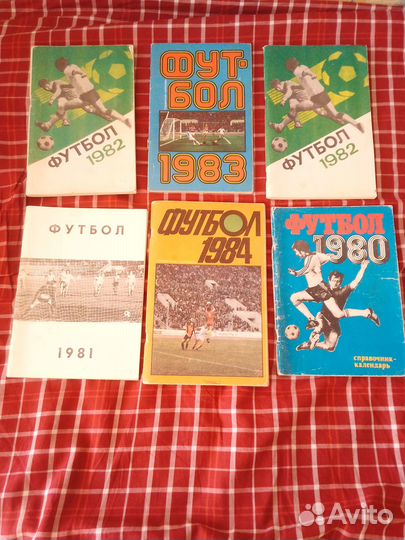 ФУТБОЛ
1982
ФУТ-
БОЛ
1983
ФУТБОЛ
1982
ФУТБОЛ
1981
ФУТБОЛ
1984
ФУТБОЛ
1980
справочник-
календарь
Avito